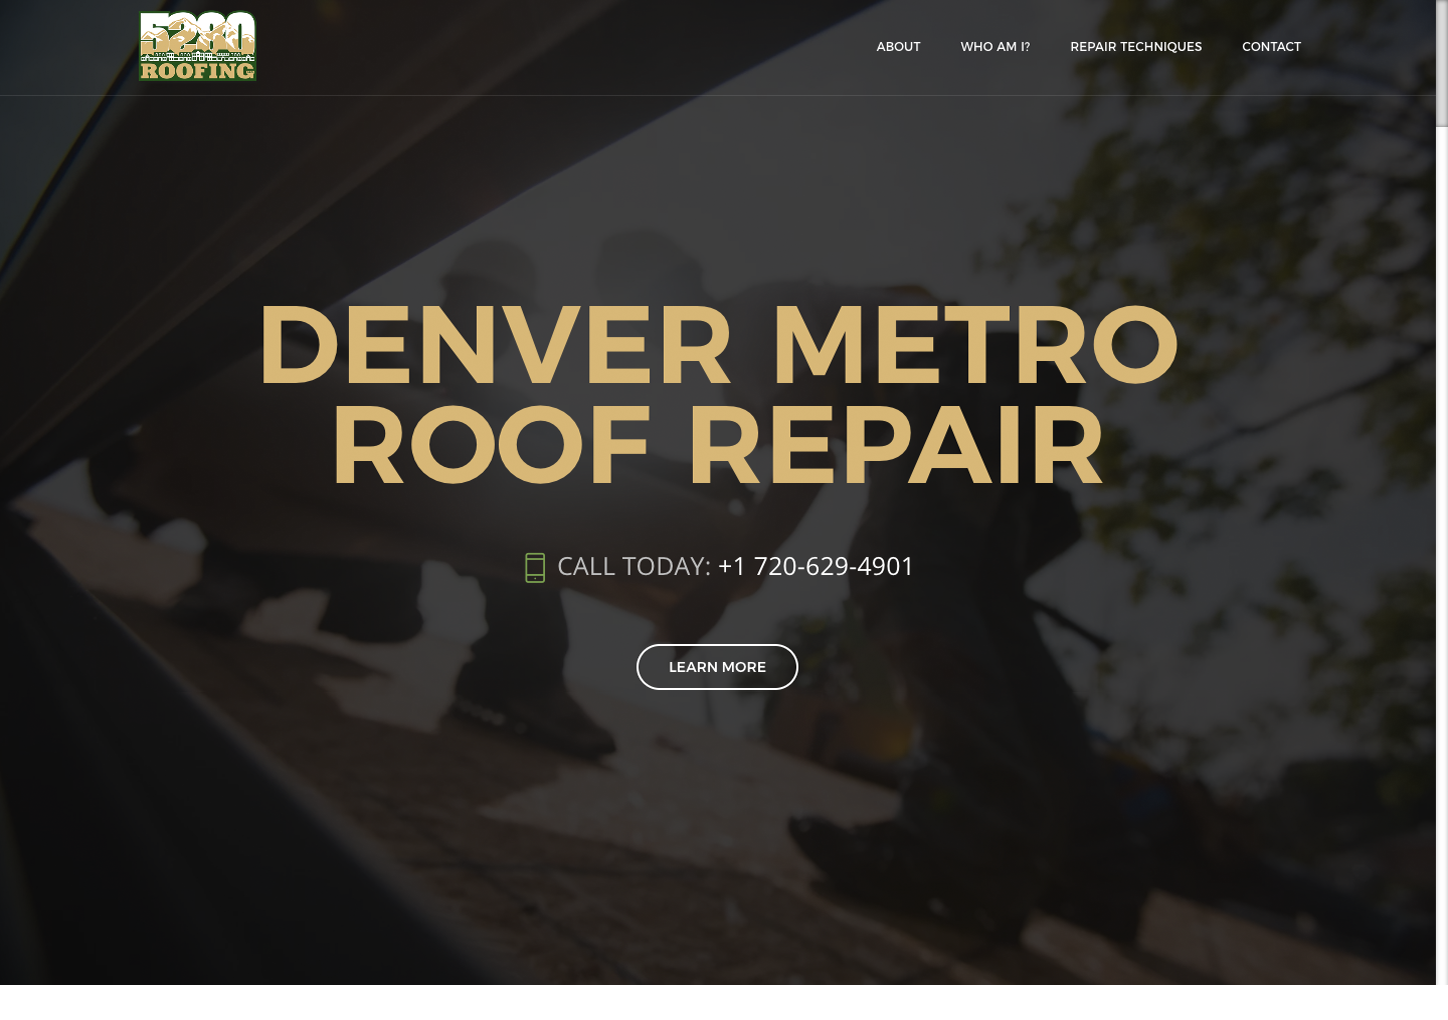 5280
ROOFING
ABOUT
WHO AM I?
REPAIR TECHNIQUES
CONTACT
DENVER METRO
ROOF REPAIR
CALL TODAY: +1 720-629-4901
LEARN MORE